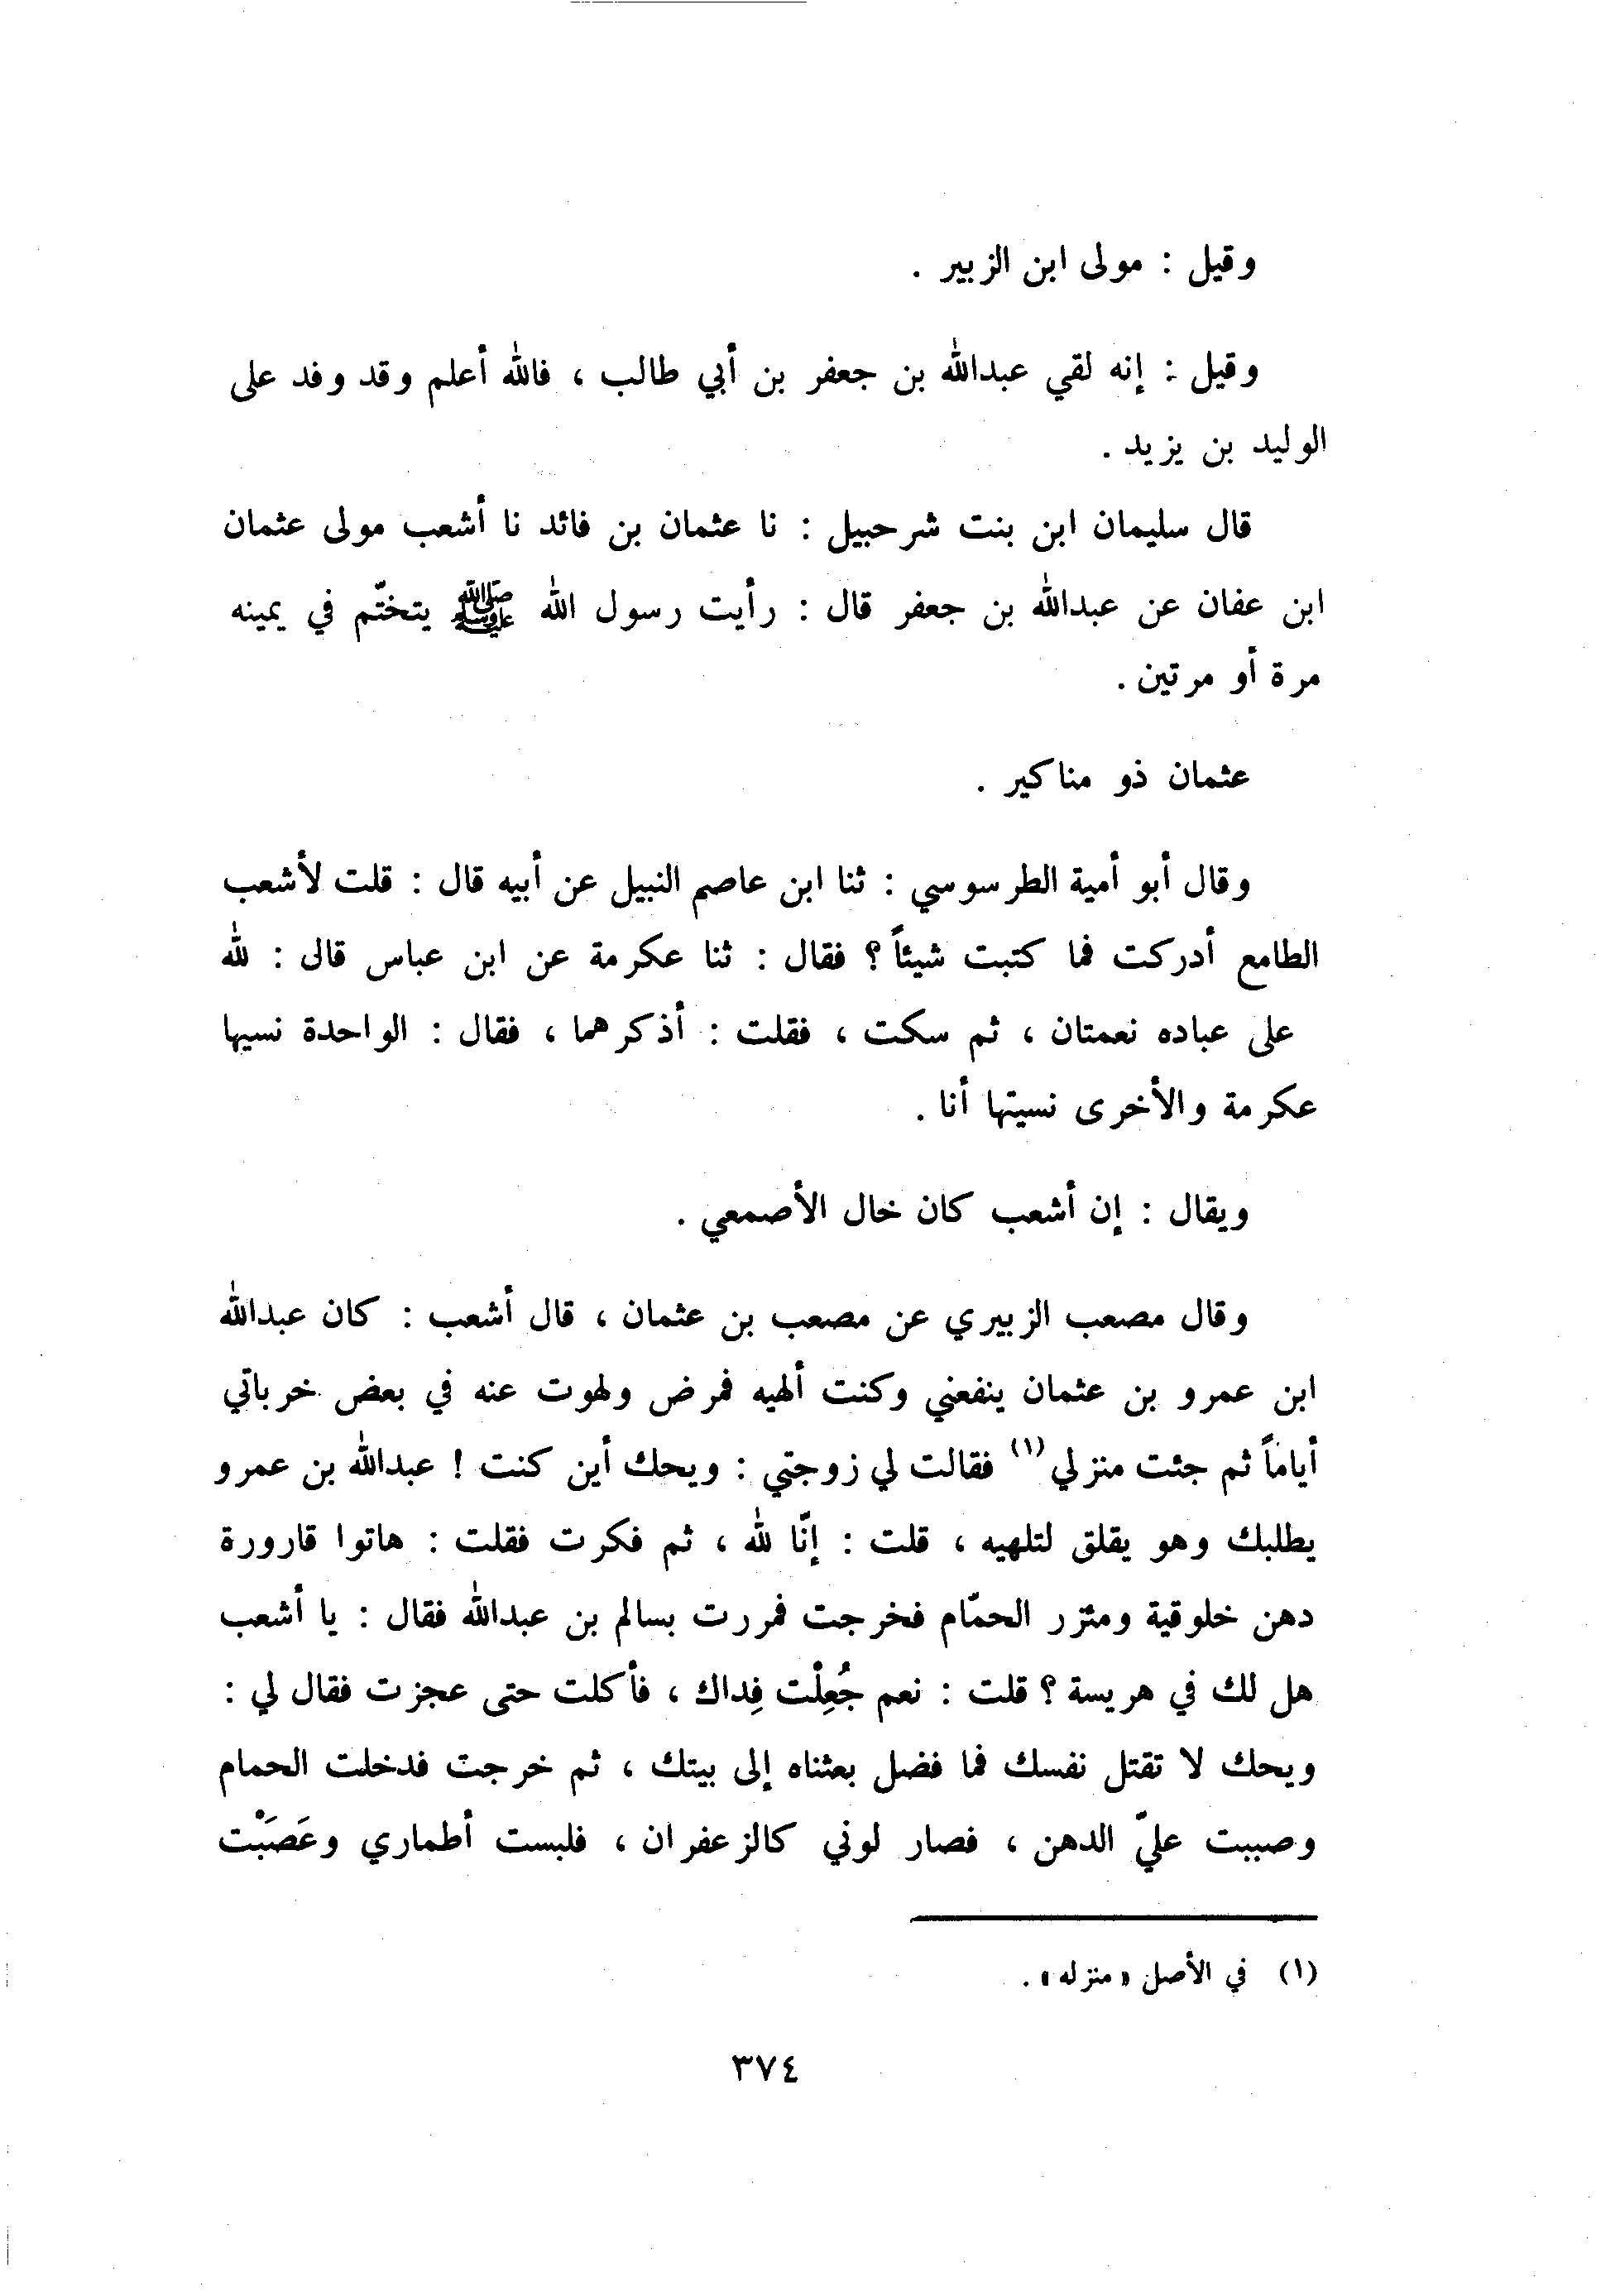 وقيل : مولى ابن الزبير .
وقيل : إنه لقي عبدالله بن جعفر بن أبي طالب ، فالله أعلم وقد وفد على
الوليد بن يزيد .
قال سليمان ابن بنت شرحبيل : نا عثمان بن فائد نا أشعب مولى عثمان
ابن عفان عن عبدالله بن جعفر قال : رأيت رسول الله ﷺ يتختّم في يمينه
مرة أو مرتين .
عثمان ذو مناكير .
وقال أبو أمية الطرسوسي : ثنا ابن عاصم النبيل عن أبيه قال : قلت لأشعب
الطامع أدركت فما كتبت شيئاً ؟ فقال : ثنا عكرمة عن ابن عباس قال : لله
على عباده نعمتان ، ثم سكت ، فقلت : أذكرهما ، فقال : الواحدة نسيها
عكرمة والأخرى نسيتها أنا .
ويقال : إن أشعب كان خال الأصمعي .
وقال مصعب الزبيري عن مصعب بن عثمان ، قال أشعب : كان عبدالله
ابن عمرو بن عثمان ينفعني وكنت ألهيه فمرض ولهوت عنه في بعض خرباتي
أياماً ثم جئت منزلي (١) فقالت لي زوجتي : ويحك أين كنت ! عبدالله بن عمرو
يطلبك وهو يقلق لتلهيه ، قلت : إنّا لله ، ثم فكرت فقلت : هاتوا قارورة
دهن خلوقية ومئزر الحمّام فخرجت فمررت بسالم بن عبدالله فقال : يا أشعب
هل لك في هريسة ؟ قلت : نعم جُعِلْت فِداك ، فأكلت حتى عجزت فقال لي :
ويحك لا تقتل نفسك فما فضل بعثناه إلى بيتك ، ثم خرجت فدخلت الحمام
وصببت عليّ الدهن ، فصار لوني كالزعفران ، فلبست أطماري وعَصَبْت
(١) في الأصل « منزله » .
٣٧٤